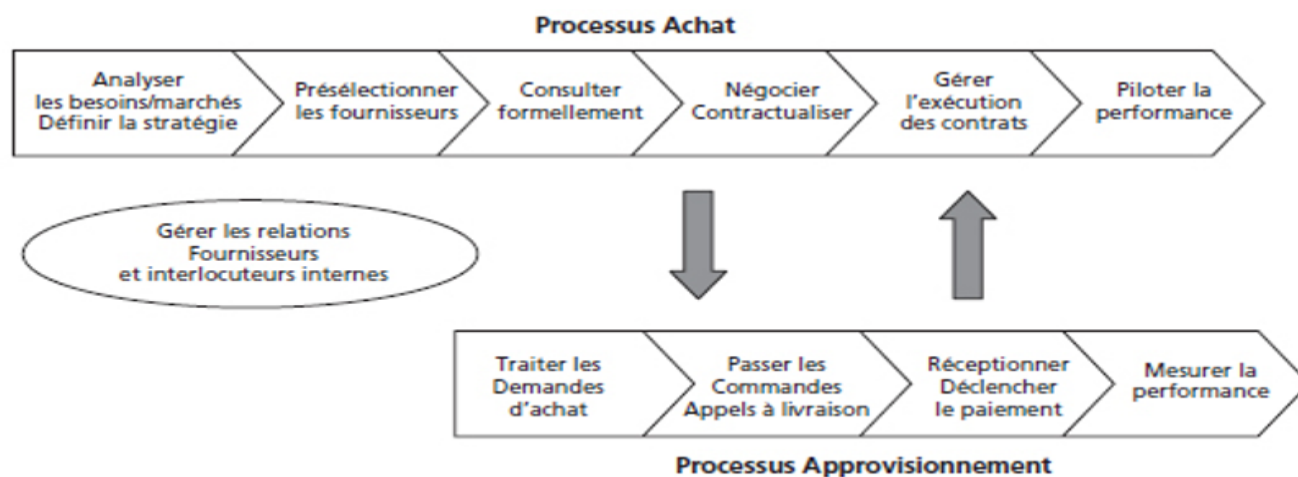 Processus Achat
Analyser
les besoins/marchés
Définir la stratégie
Présélectionner
les fournisseurs
Consulter
formellement
Négocier
Contractualiser
Gérer
l'exécution
des contrats
Piloter la
performance
Gérer les relations
Fournisseurs
et interlocuteurs internes
Traiter les
Demandes
d'achat
Passer les
Commandes
Appels à livraison
Réceptionner
Déclencher
le paiement
Mesurer la
performance
Processus Approvisionnement